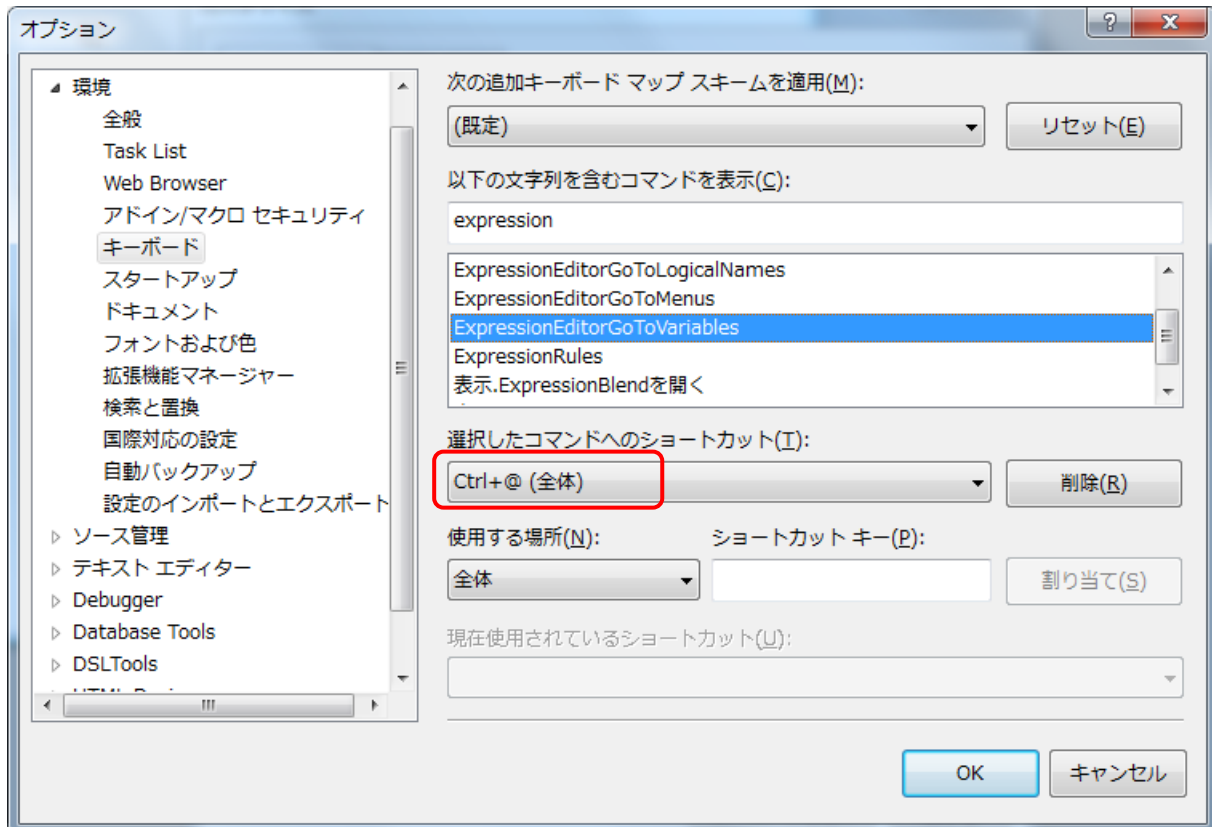 オプション
環境
全般
Task List
Web Browser
アドイン/マクロ セキュリティ
キーボード
スタートアップ
ドキュメント
フォントおよび色
拡張機能マネージャー
検索と置換
国際対応の設定
自動バックアップ
設定のインポートとエクスポート
ソース管理
テキスト エディター
Debugger
Database Tools
DSLTools
次の追加キーボード マップ スキームを適用(M):
(既定)
リセット(E)
以下の文字列を含むコマンドを表示(C):
expression
ExpressionEditorGoToLogicalNames
ExpressionEditorGoToMenus
ExpressionEditorGoToVariables
ExpressionRules
表示.ExpressionBlendを開く
選択したコマンドへのショートカット(T):
Ctrl+@ (全体)
削除(R)
使用する場所(N):
ショートカット キー(P):
全体
割り当て(S)
現在使用されているショートカット(U):
OK
キャンセル